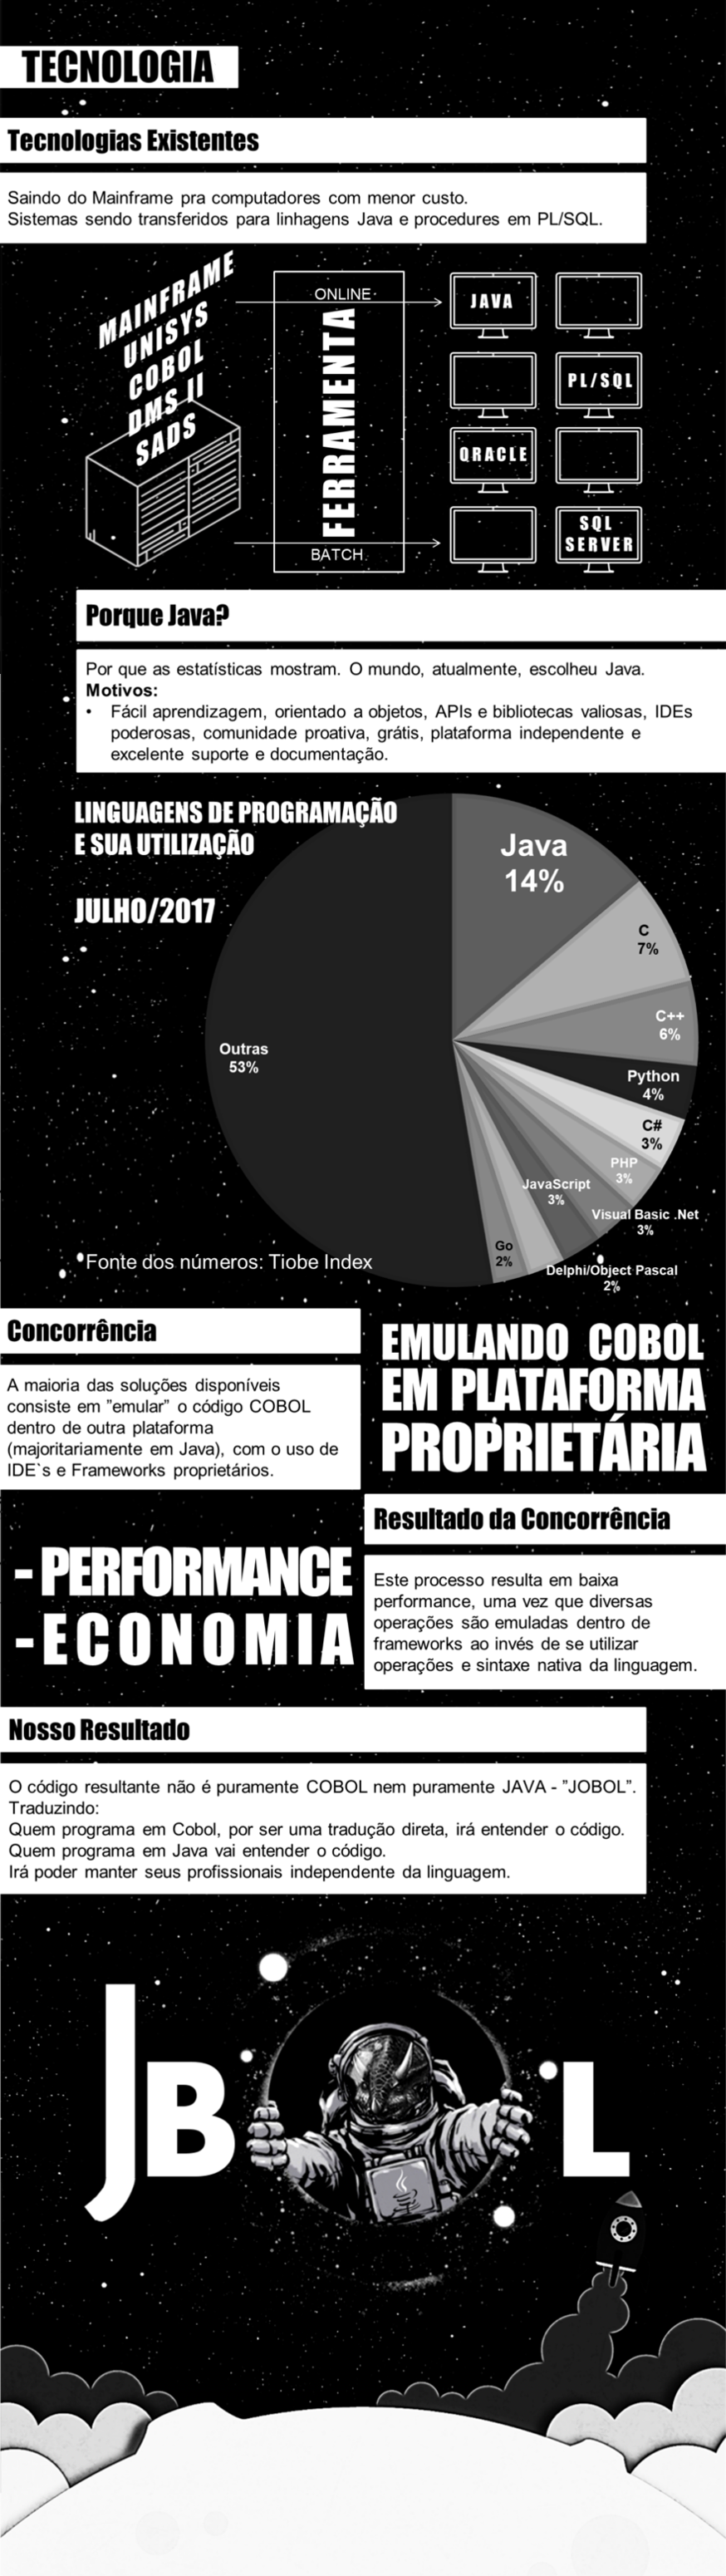 TECNOLOGIA
Tecnologias Existentes
Saindo do Mainframe pra computadores com menor custo.
Sistemas sendo transferidos para linhagens Java e procedures em PL/SQL.
MAINFRAME
UNISYS
COBOL
DMS II
SADS
ONLINE
FERRAMENTA
BATCH
JAVA
PL/SQL
QRACLE
SQL
SERVER
Porque Java?
Por que as estatísticas mostram. O mundo, atualmente, escolheu Java.
Motivos:
• Fácil aprendizagem, orientado a objetos, APIs e bibliotecas valiosas, IDEs
poderosas, comunidade proativa, grátis, plataforma independente e
excelente suporte e documentação.
LINGUAGENS DE PROGRAMAÇÃO
E SUA UTILIZAÇÃO
JULHO/2017
Java
14%
C
7%
C++
6%
Python
4%
C#
3%
PHP
3%
Visual Basic .Net
3%
JavaScript
3%
Delphi/Object Pascal
2%
Go
2%
Outras
53%
Fonte dos números: Tiobe Index
Concorrência
A maioria das soluções disponíveis
consiste em ”emular” o código COBOL
dentro de outra plataforma
(majoritariamente em Java), com o uso de
IDE`s e Frameworks proprietários.
EMULANDO COBOL
EM PLATAFORMA
PROPRIETÁRIA
Resultado da Concorrência
Este processo resulta em baixa
performance, uma vez que diversas
operações são emuladas dentro de
frameworks ao invés de se utilizar
operações e sintaxe nativa da linguagem.
- PERFORMANCE
- ECONOMIA
Nosso Resultado
O código resultante não é puramente COBOL nem puramente JAVA - ”JOBOL”.
Traduzindo:
Quem programa em Cobol, por ser uma tradução direta, irá entender o código.
Quem programa em Java vai entender o código.
Irá poder manter seus profissionais independente da linguagem.
JB L